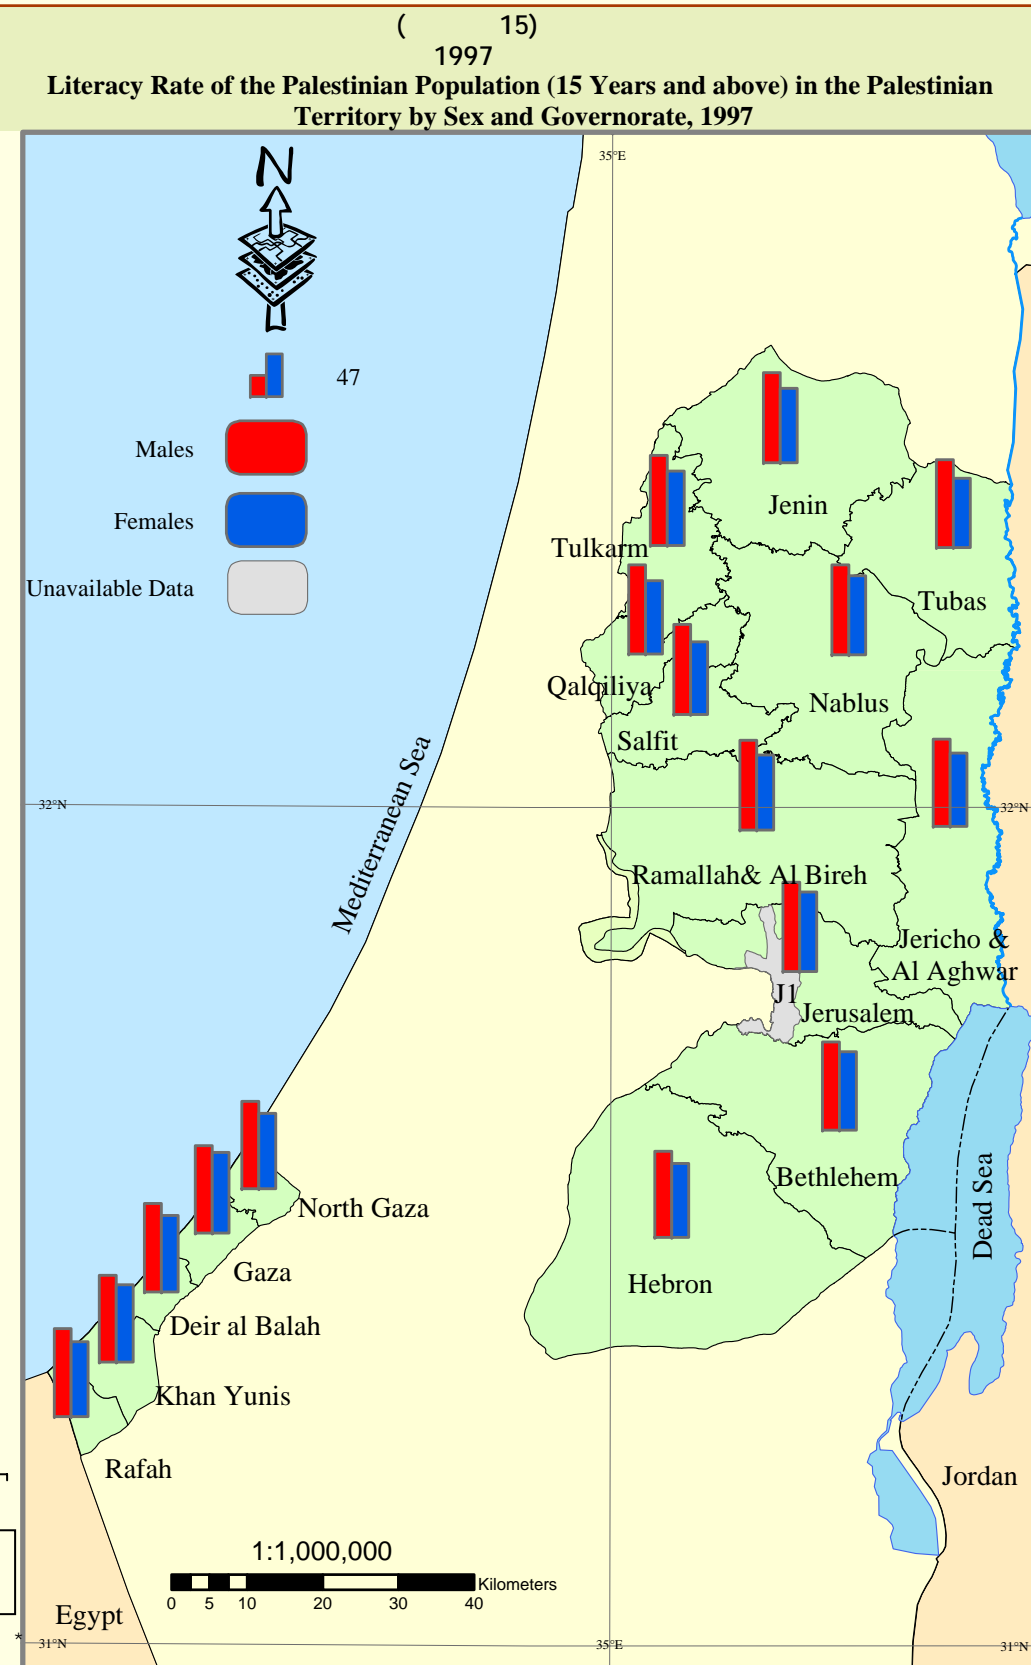 ( 15)
1997
Literacy Rate of the Palestinian Population (15 Years and above) in the Palestinian
Territory by Sex and Governorate, 1997
35°E
N
47
Males
Females
Unavailable Data
Jenin
Tulkarm
Tubas
Qalqiliya
Nablus
Salfit
Mediterranean Sea
32°N
32°N
Ramallah& Al Bireh
Jericho &
Al Aghwar
J1
Jerusalem
Bethlehem
Dead Sea
North Gaza
Gaza
Hebron
Deir al Balah
Khan Yunis
Rafah
Jordan
1:1,000,000
Kilometers
0 5 10 20 30 40
Egypt
*
31°N
35°E
31°N